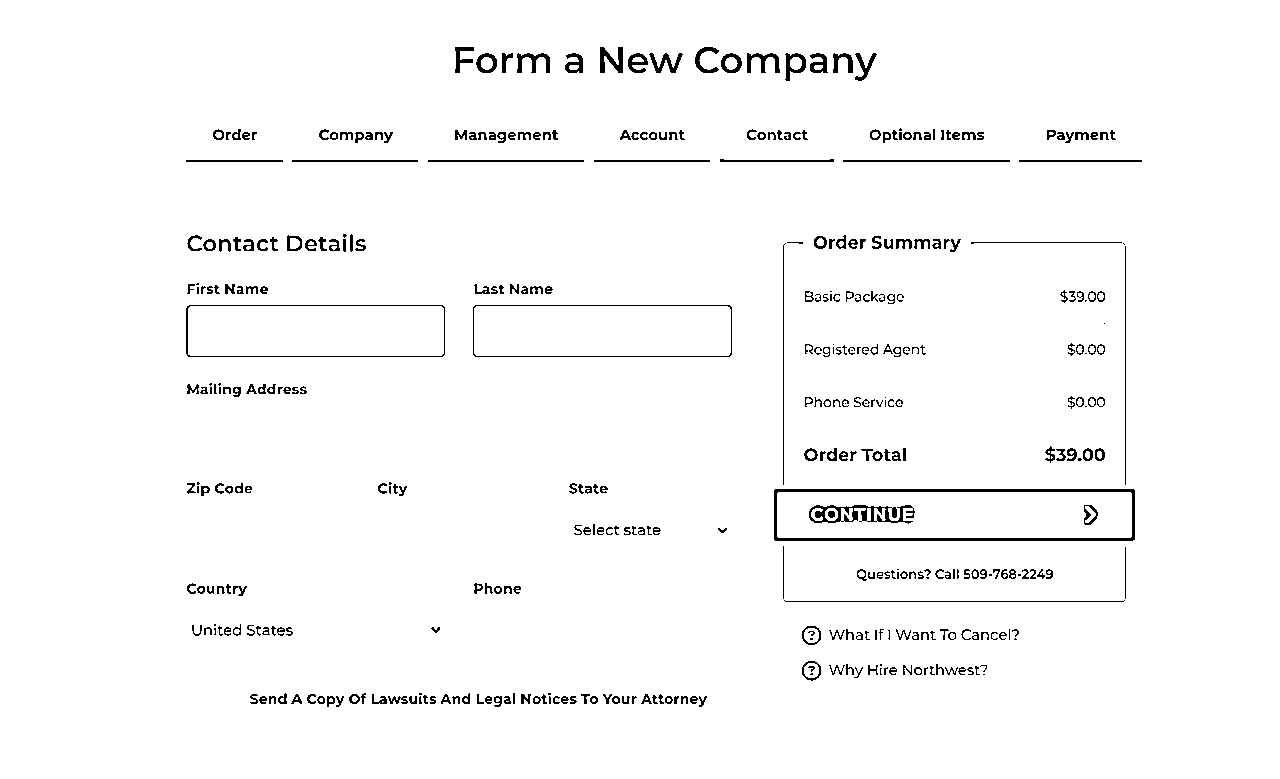 Form a New Company
Order Company Management Account Contact Optional Items Payment
Contact Details
First Name Last Name
Mailing Address
Zip Code City State
Select state
Country Phone
United States
Send A Copy Of Lawsuits And Legal Notices To Your Attorney
Order Summary
Basic Package $39.00
Registered Agent $0.00
Phone Service $0.00
Order Total $39.00
CONTINUE
Questions? Call 509-768-2249
What If I Want To Cancel?
Why Hire Northwest?